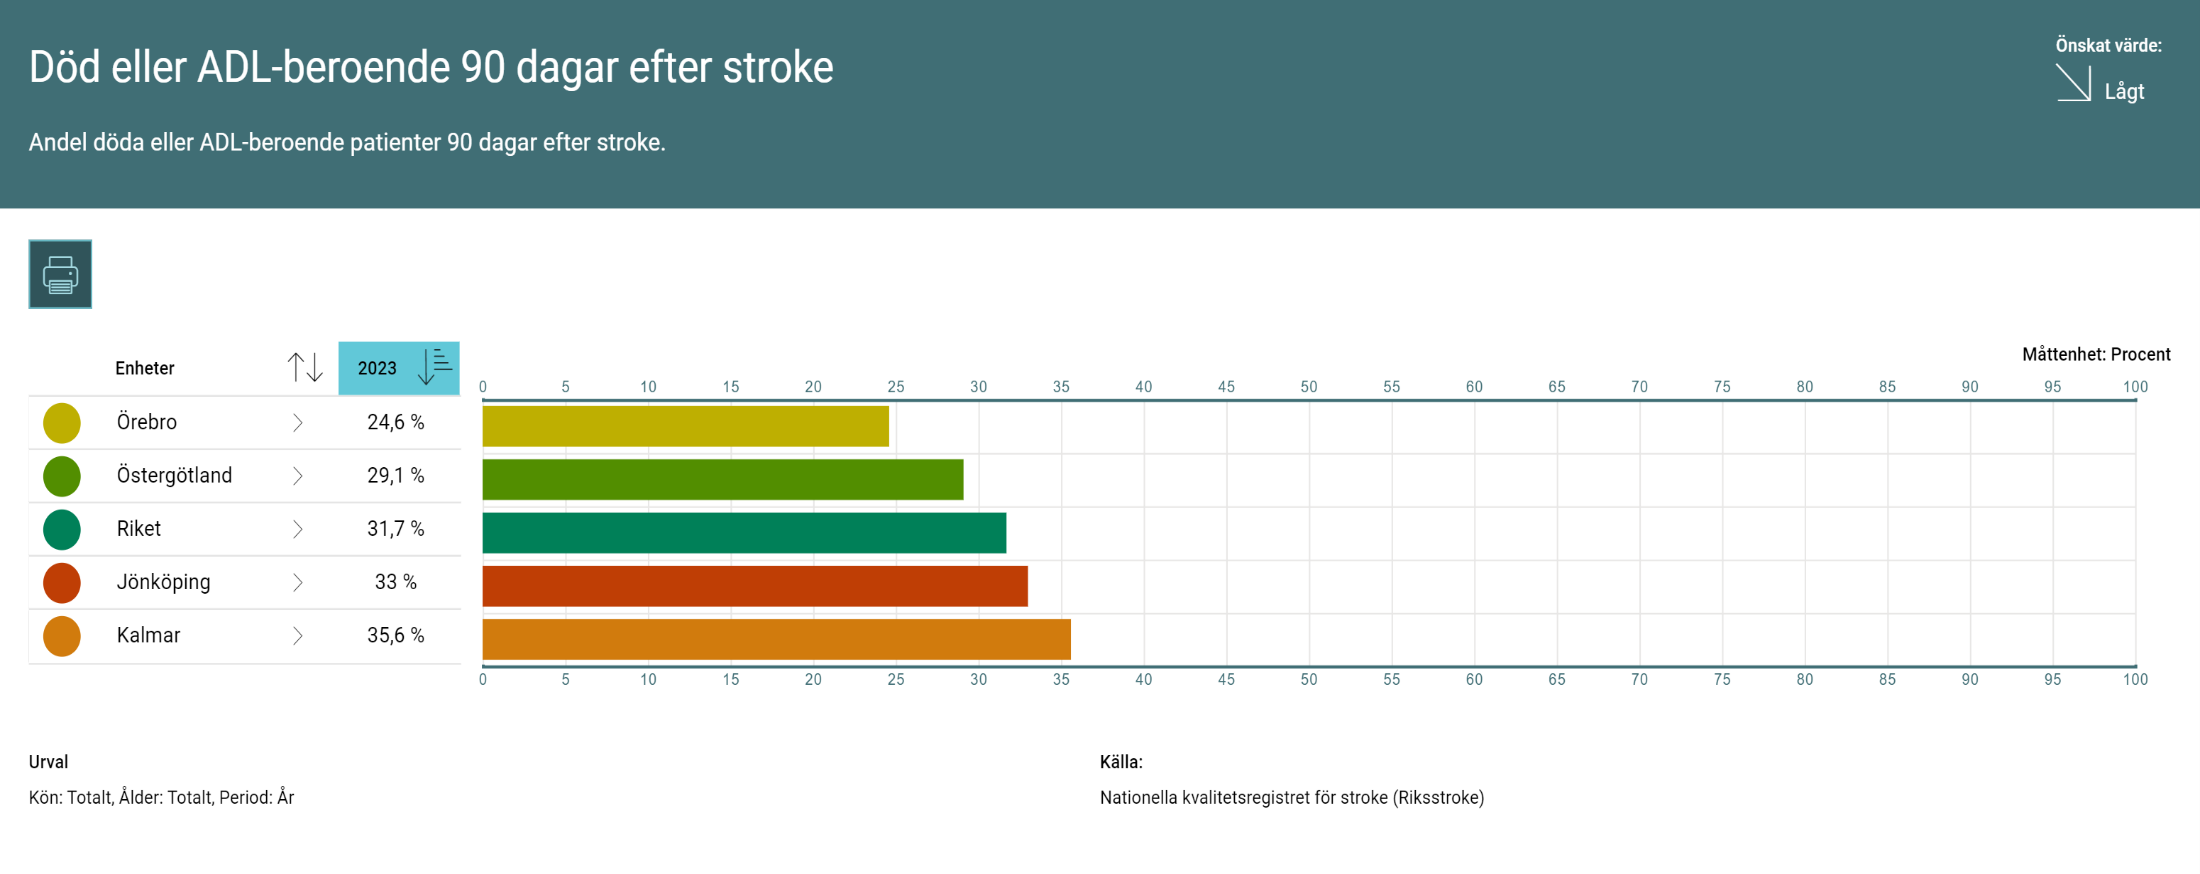 Död eller ADL-beroende 90 dagar efter stroke
Önskat värde:
Lågt
Andel döda eller ADL-beroende patienter 90 dagar efter stroke.
Måttenhet: Procent
Enheter 2023
0 5 10 15 20 25 30 35 40 45 50 55 60 65 70 75 80 85 90 95 100
Örebro 24,6 %
Östergötland 29,1 %
Riket 31,7 %
Jönköping 33 %
Kalmar 35,6 %
0 5 10 15 20 25 30 35 40 45 50 55 60 65 70 75 80 85 90 95 100
Urval
Kön: Totalt, Ålder: Totalt, Period: År
Källa:
Nationella kvalitetsregistret för stroke (Riksstroke)